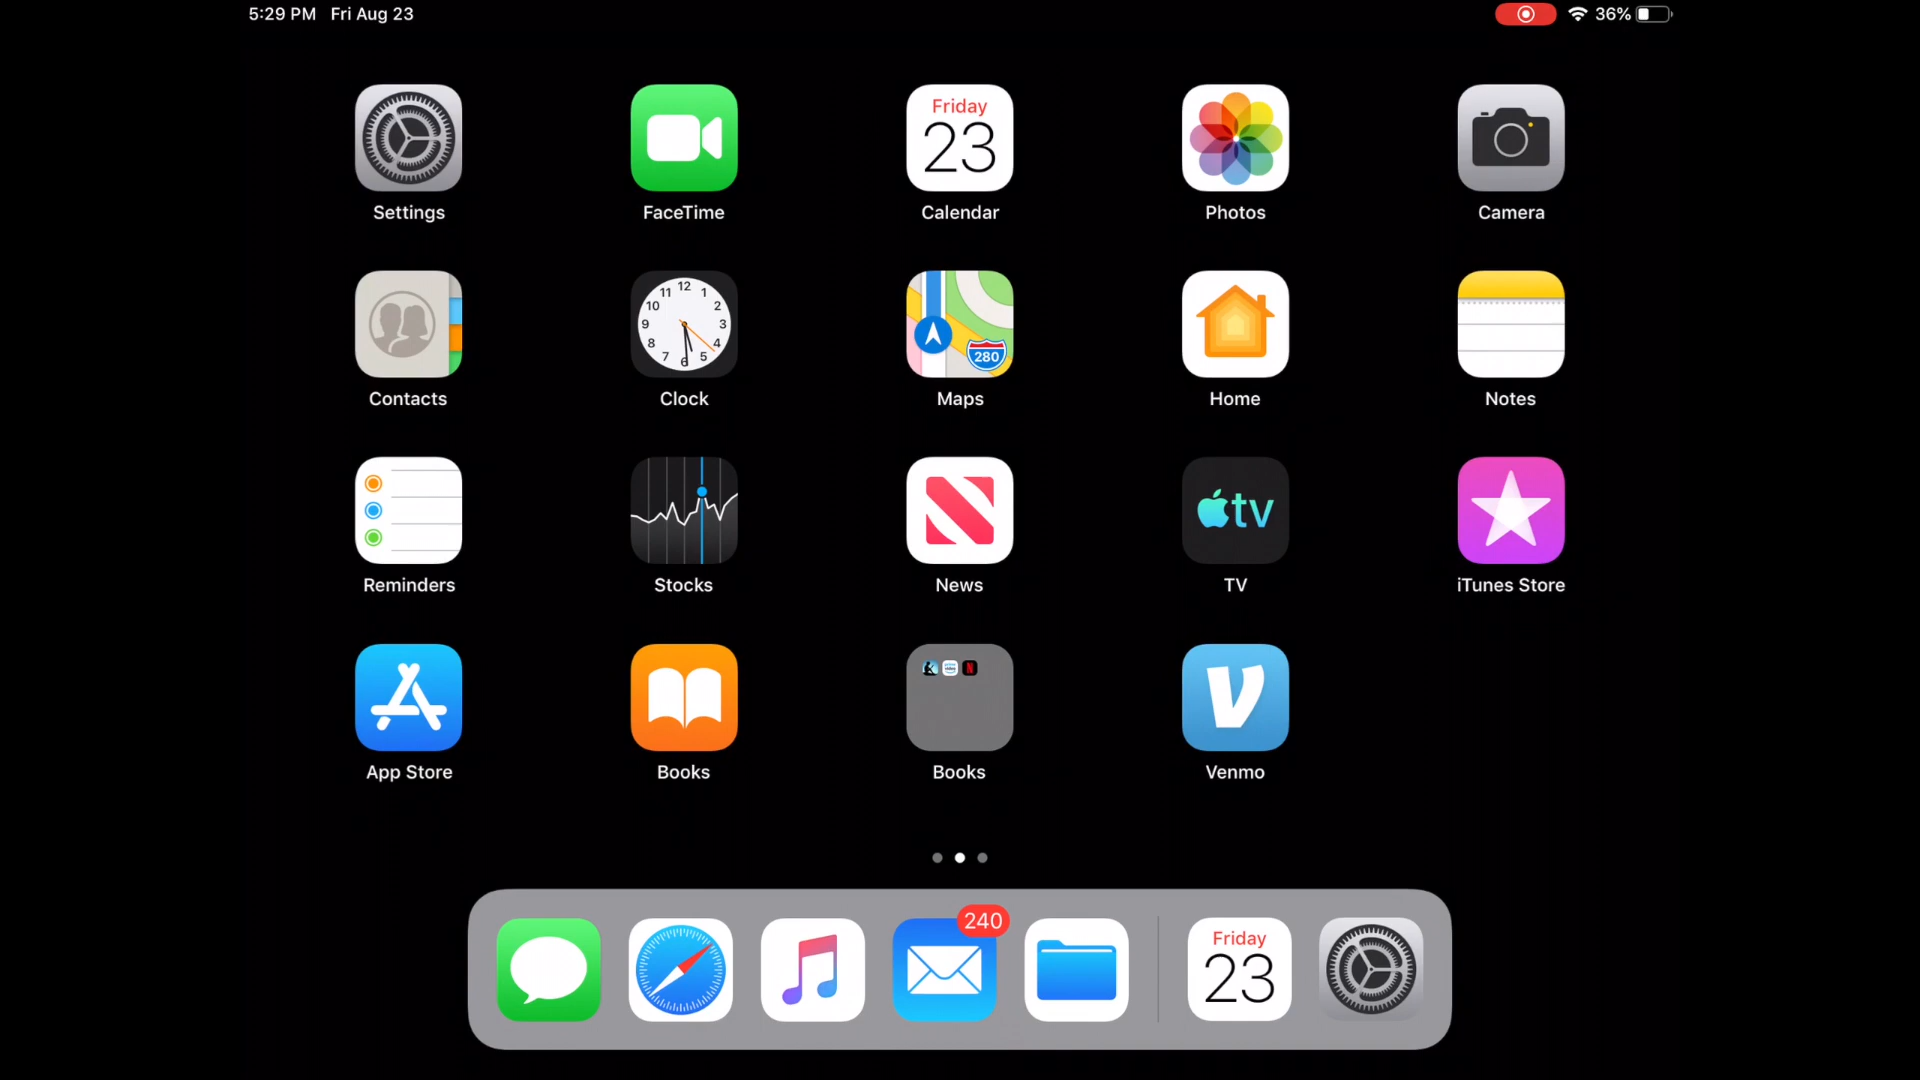 5:29 PM Fri Aug 23
36%
Friday
23
Settings FaceTime Calendar Photos Camera
12
11 1
10 2
9 3
8 4
7 6 5
280
Contacts Clock Maps Home Notes
tv
Reminders Stocks News TV iTunes Store
N
V
App Store Books Books Venmo
240
Friday
23